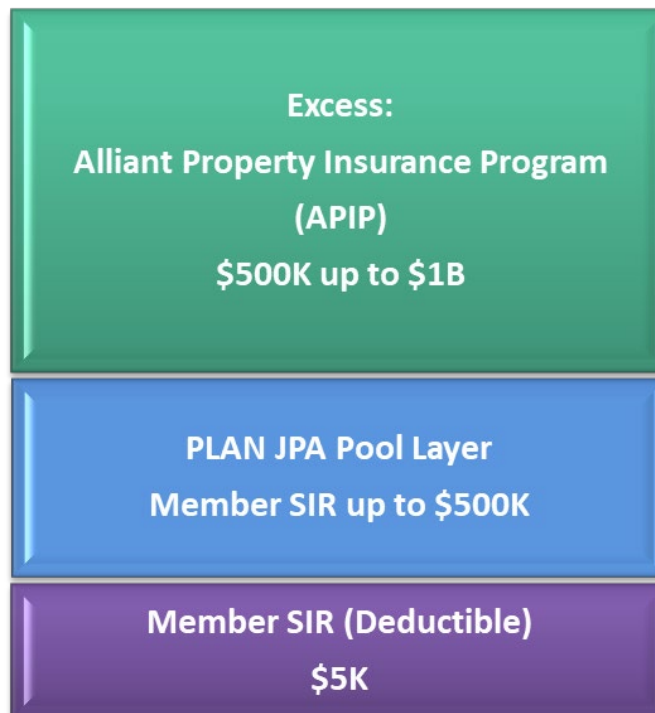 Excess:
Alliant Property Insurance Program
(APIP)
$500K up to $1B
PLAN JPA Pool Layer
Member SIR up to $500K
Member SIR (Deductible)
$5K